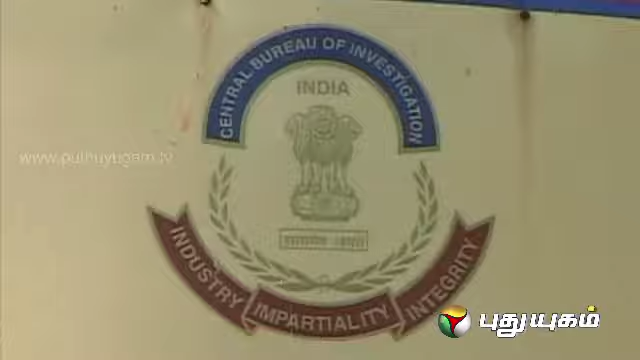 CENTRAL BUREAU OF INVESTIGATION
INDIA
www.puthuyugam.tv
INDUSTRY IMPARTIALITY INTEGRITY
புதுயுகம்